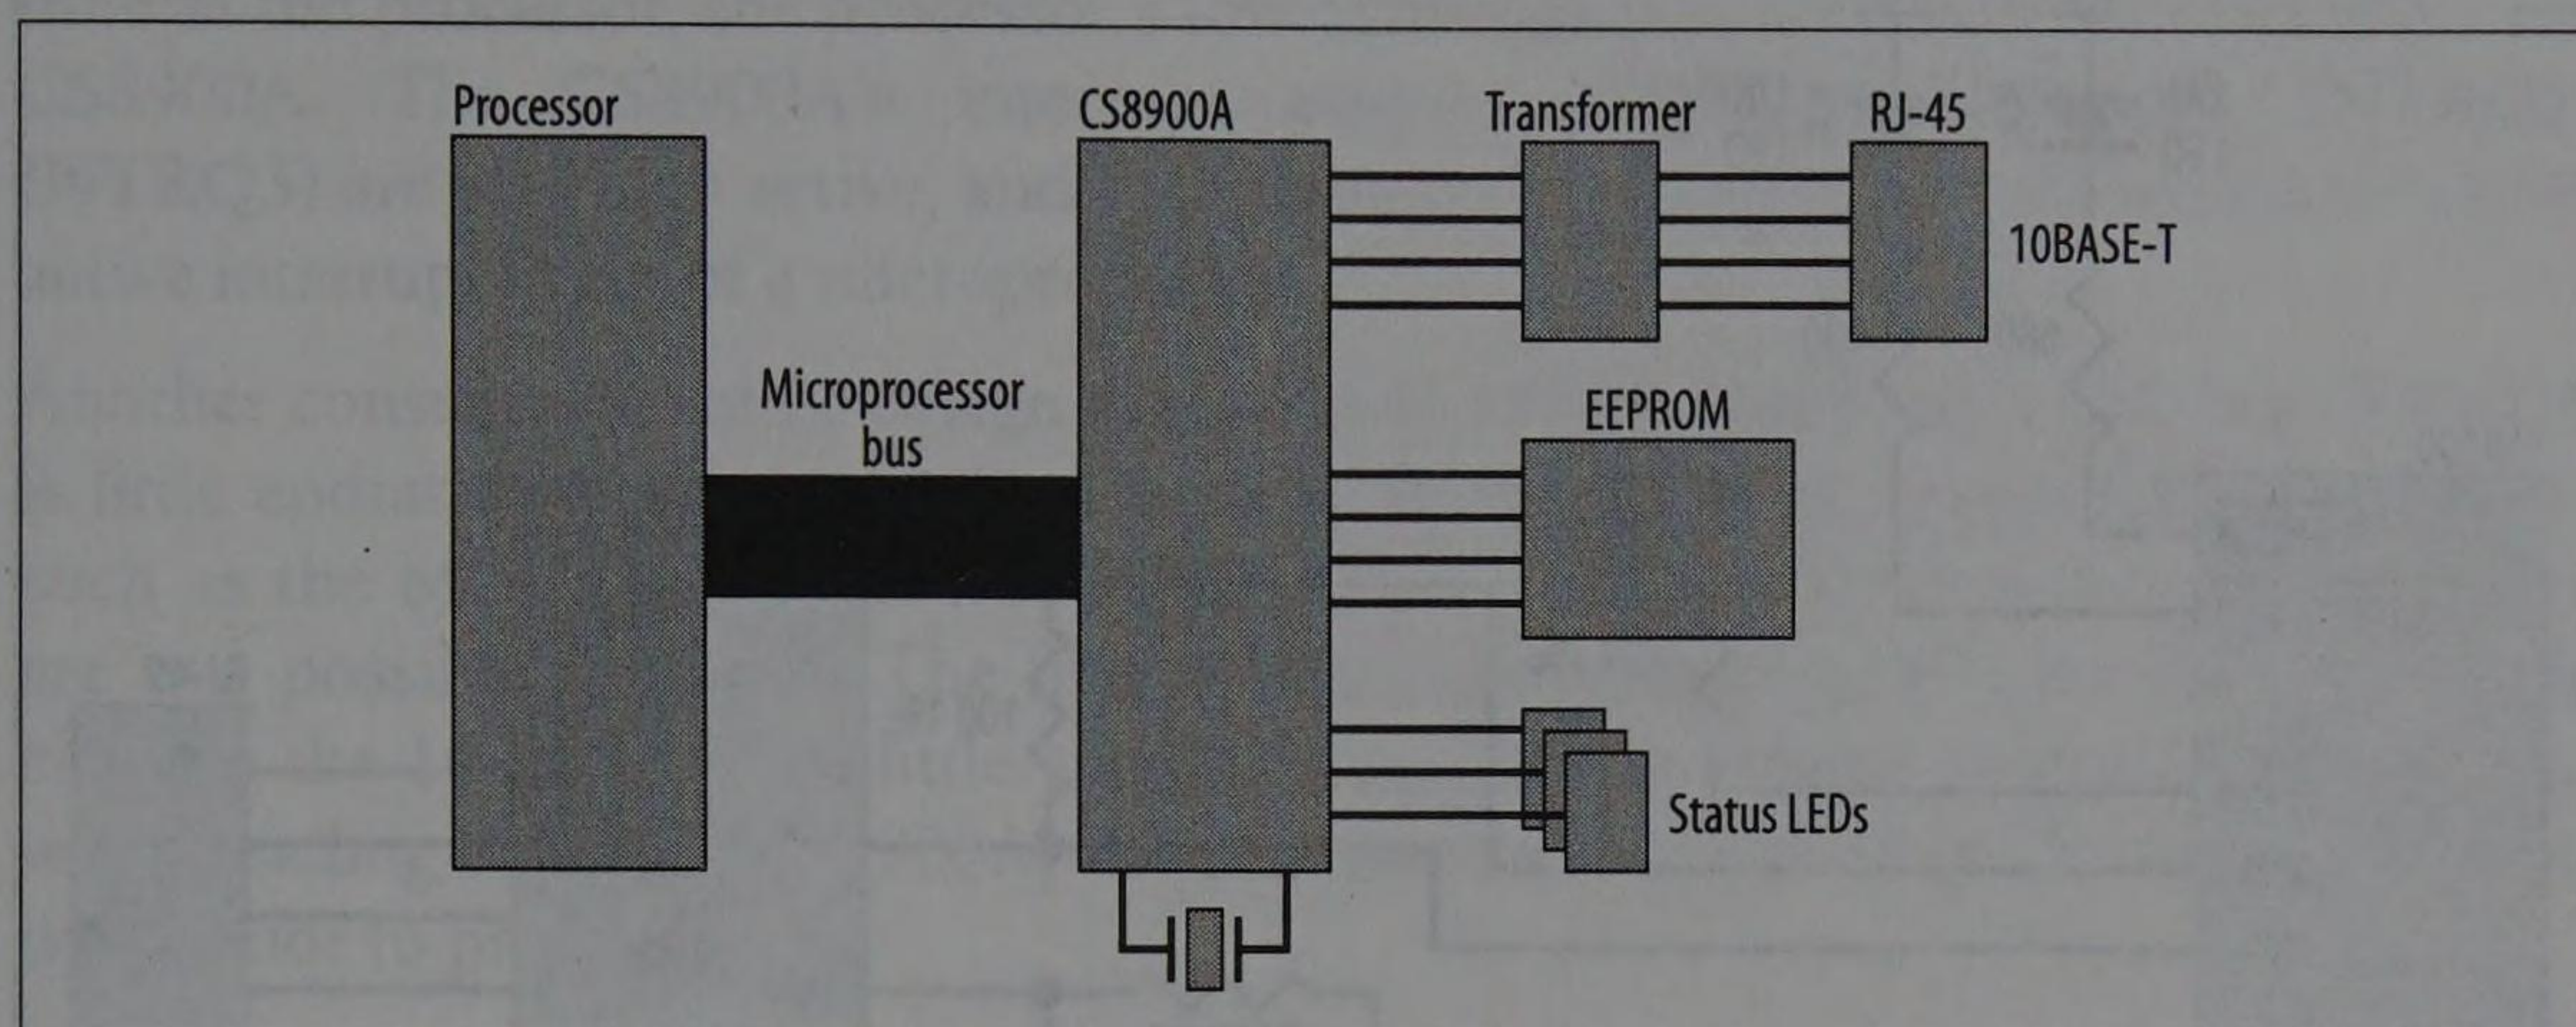 Processor
CS8900A
Transformer
RJ-45
10BASE-T
Microprocessor
bus
EEPROM
Status LEDs